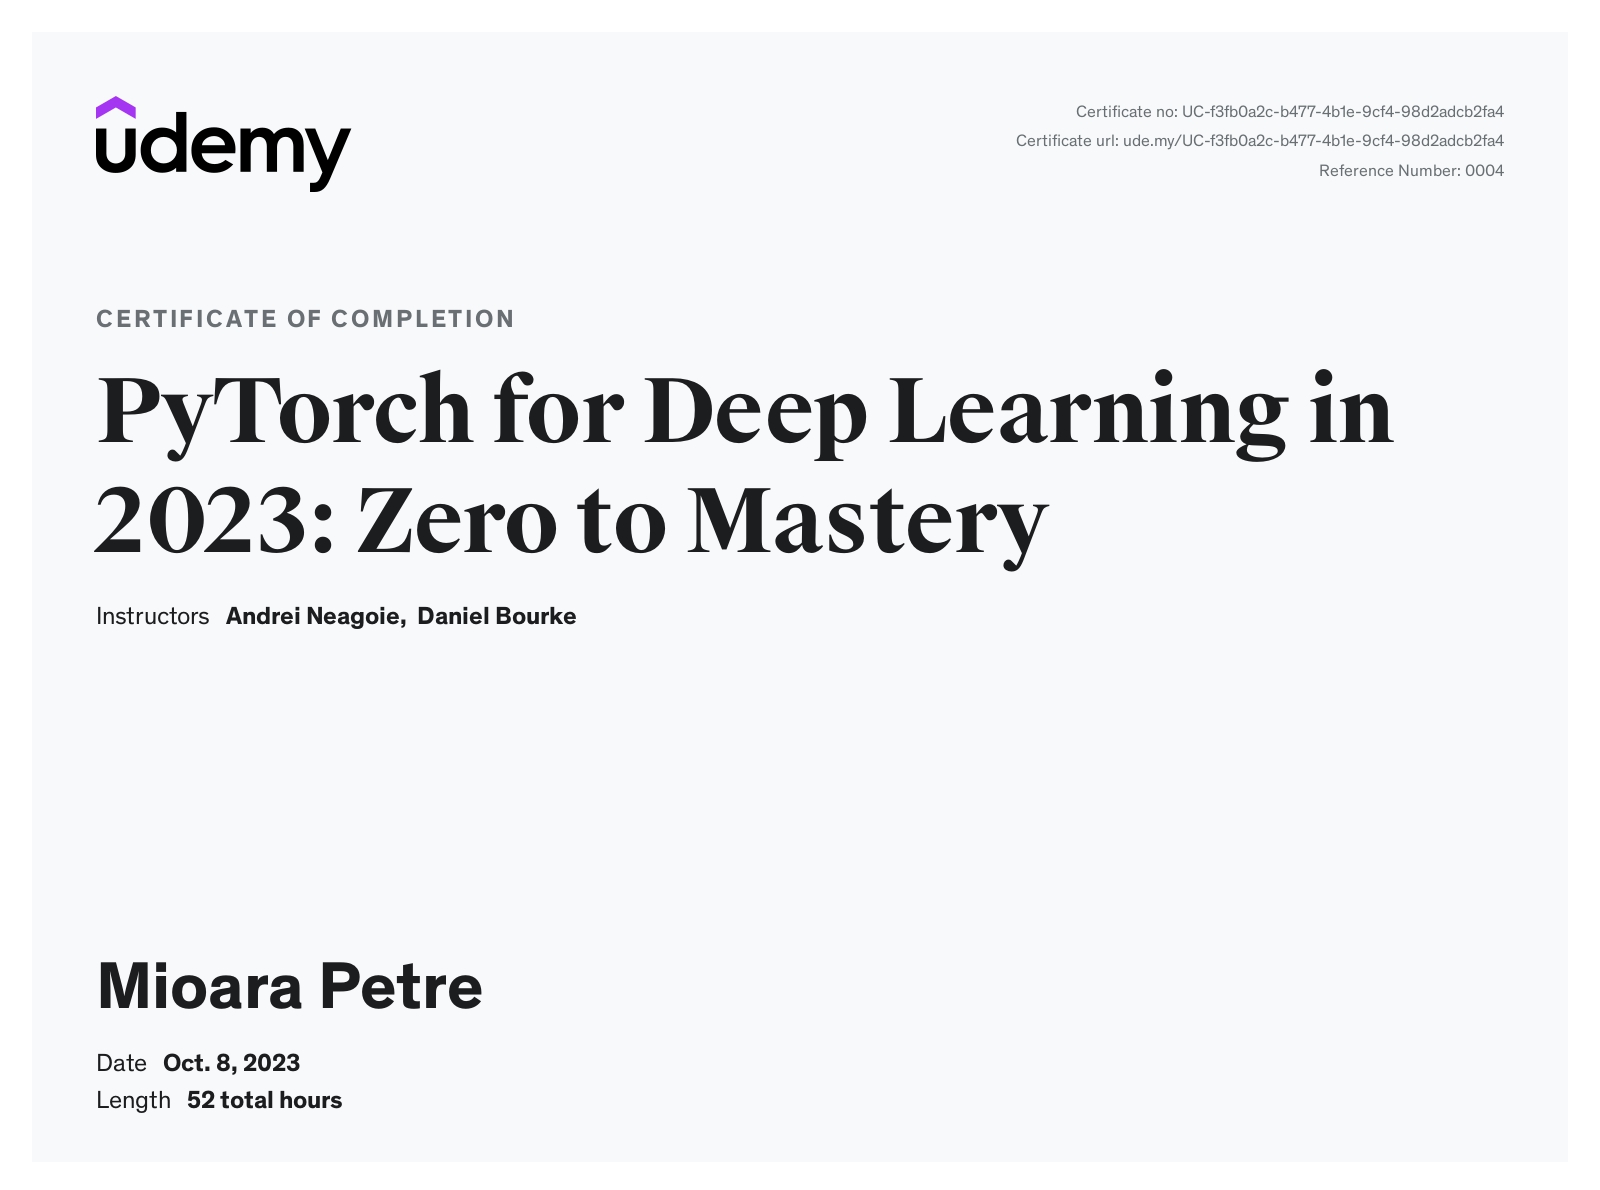 udemy
Certificate no: UC-f3fb0a2c-b477-4b1e-9cf4-98d2adcb2fa4
Certificate url: ude.my/UC-f3fb0a2c-b477-4b1e-9cf4-98d2adcb2fa4
Reference Number: 0004
CERTIFICATE OF COMPLETION
PyTorch for Deep Learning in
2023: Zero to Mastery
Instructors Andrei Neagoie, Daniel Bourke
Mioara Petre
Date Oct. 8, 2023
Length 52 total hours